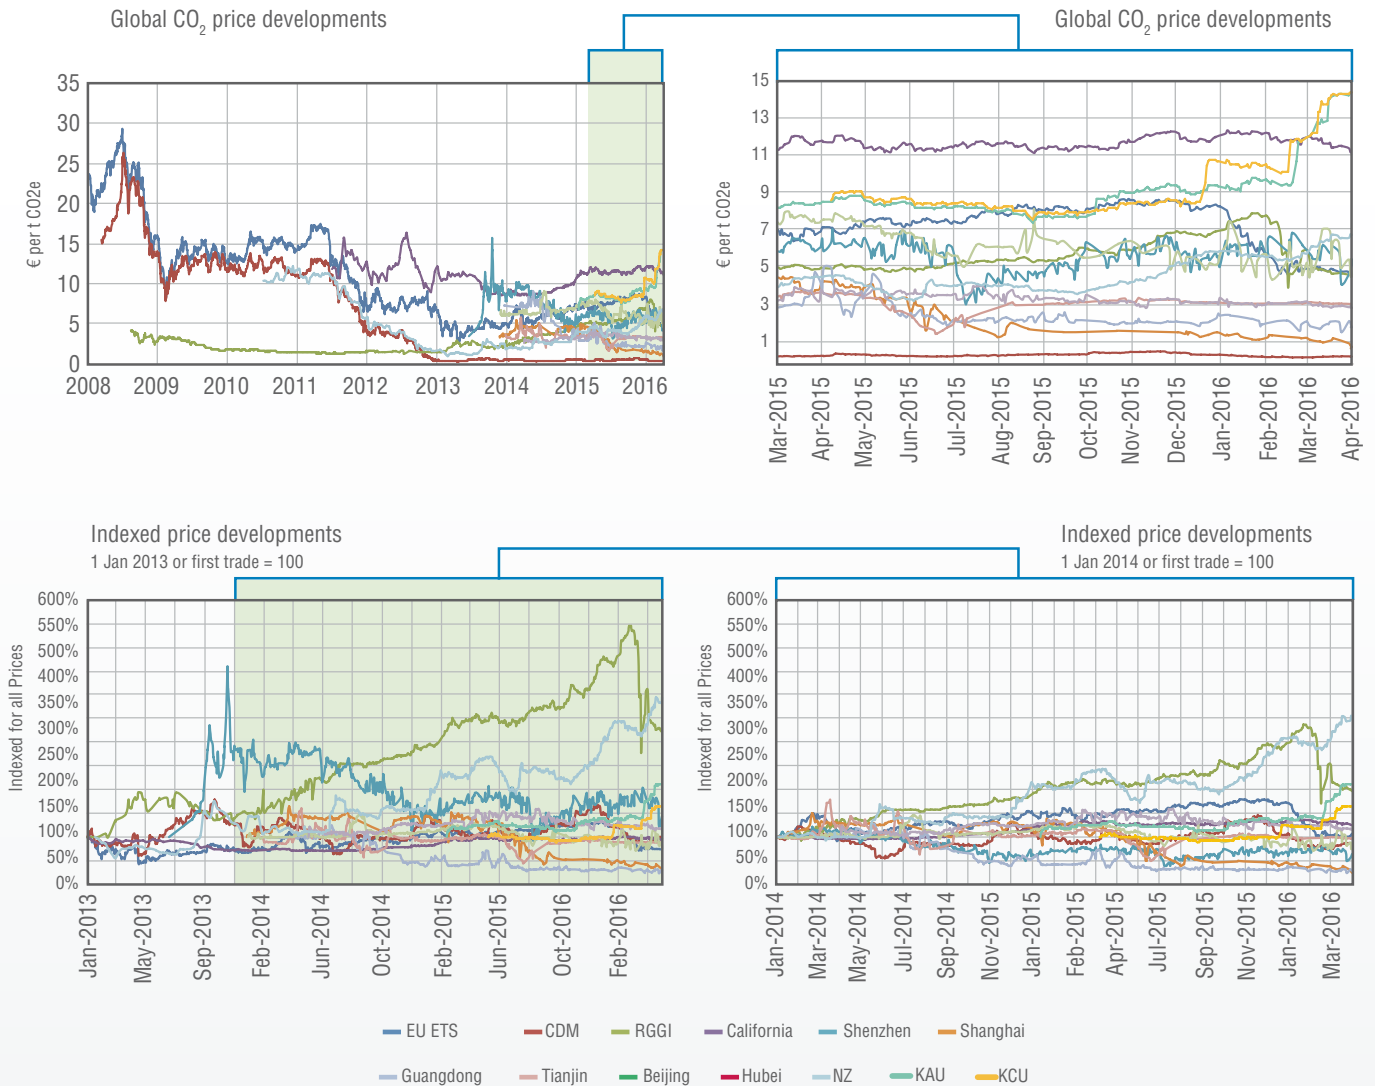 Global CO2 price developments
€ per t CO2e
35
30
25
20
15
10
5
0
2008
2009
2010
2011
2012
2013
2014
2015
2016
Global CO2 price developments
€ per t CO2e
15
13
11
9
7
5
3
1
Mar-2015
Apr-2015
May-2015
Jun-2015
Jul-2015
Aug-2015
Sep-2015
Oct-2015
Nov-2015
Dec-2015
Jan-2016
Feb-2016
Mar-2016
Apr-2016
Indexed price developments
1 Jan 2013 or first trade = 100
Indexed for all Prices
600%
550%
500%
450%
400%
350%
300%
250%
200%
150%
100%
50%
0%
Jan-2013
May-2013
Sep-2013
Feb-2014
Jun-2014
Oct-2014
Feb-2015
Jun-2015
Oct-2016
Feb-2016
Indexed price developments
1 Jan 2014 or first trade = 100
Indexed for all Prices
600%
550%
500%
450%
400%
350%
300%
250%
200%
150%
100%
50%
0%
Jan-2014
Mar-2014
May-2014
Jul-2014
Sep-2014
Nov-2015
Jan-2015
Feb-2015
Apr-2015
Jul-2015
Sep-2015
Nov-2015
Jan-2016
Mar-2016
EU ETS
CDM
RGGI
California
Shenzhen
Shanghai
Guangdong
Tianjin
Beijing
Hubei
NZ
KAU
KCU